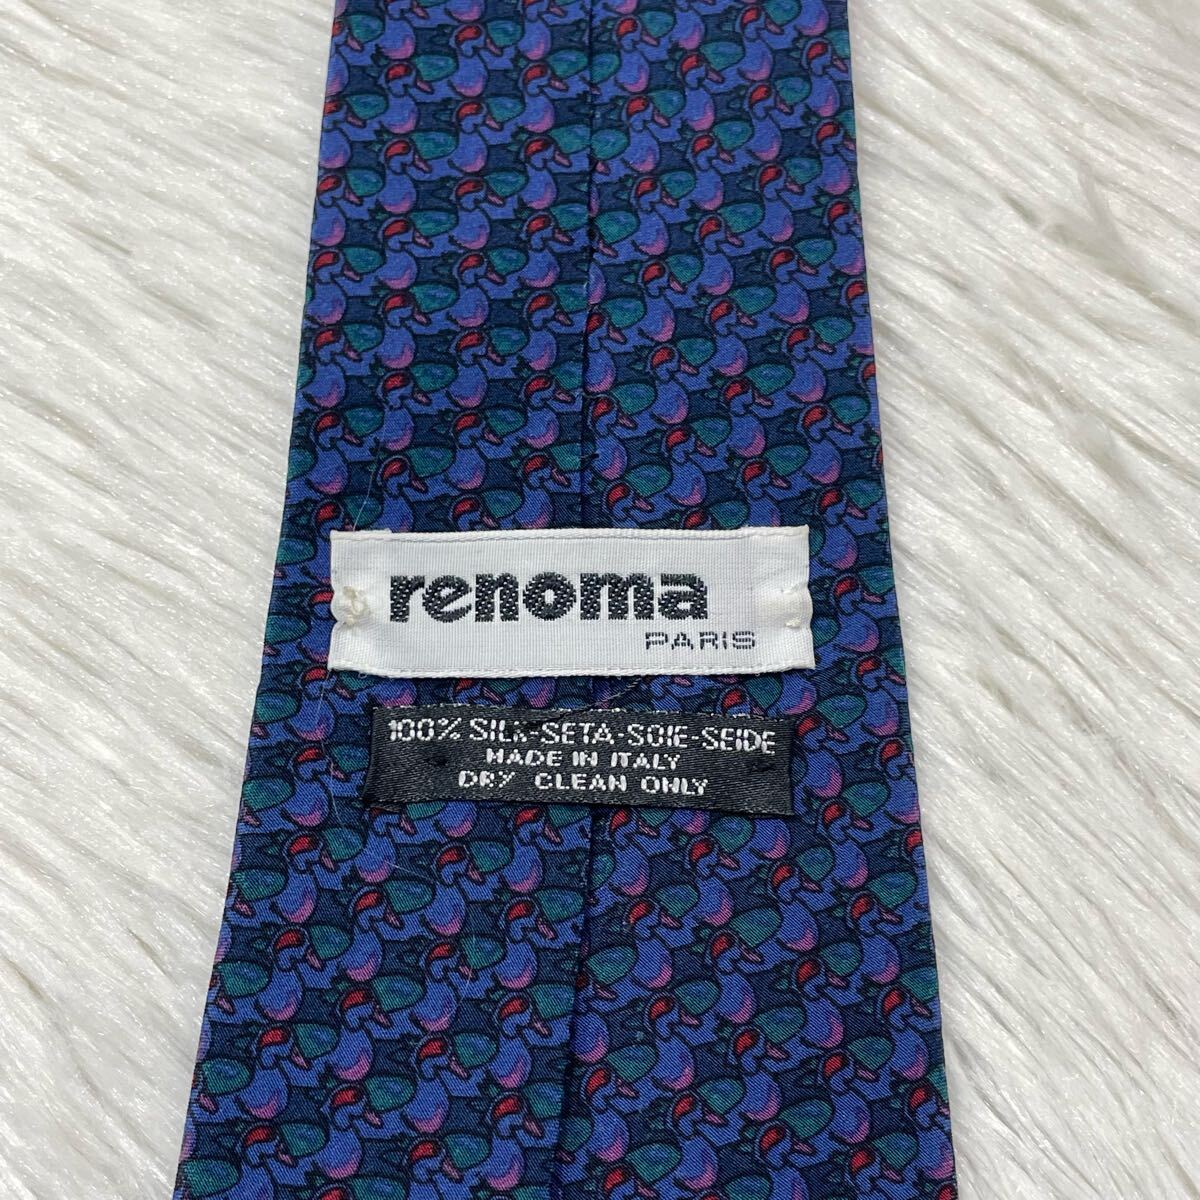 renoma
PARIS
100% SILK-SETA-SOIE-SEIDE
MADE IN ITALY
DRY CLEAN ONLY